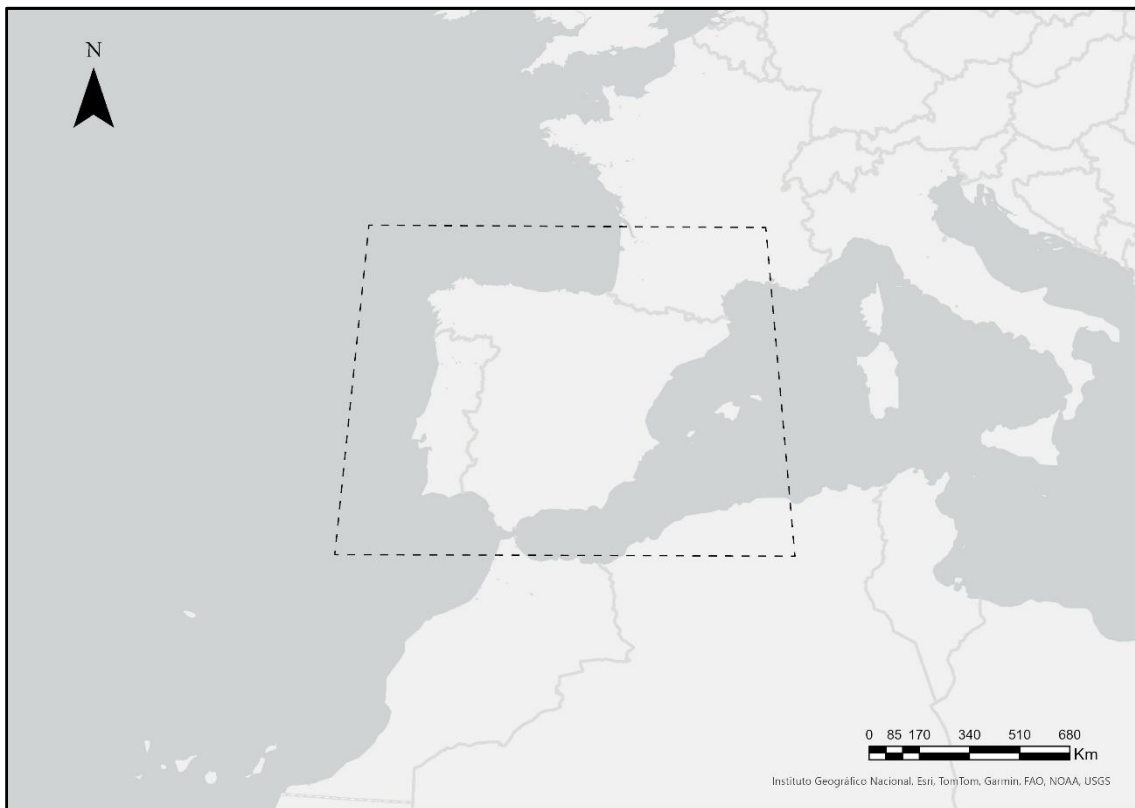 N
0 85 170 340 510 680
Km
Instituto Geográfico Nacional, Esri, TomTom, Garmin, FAO, NOAA, USGS